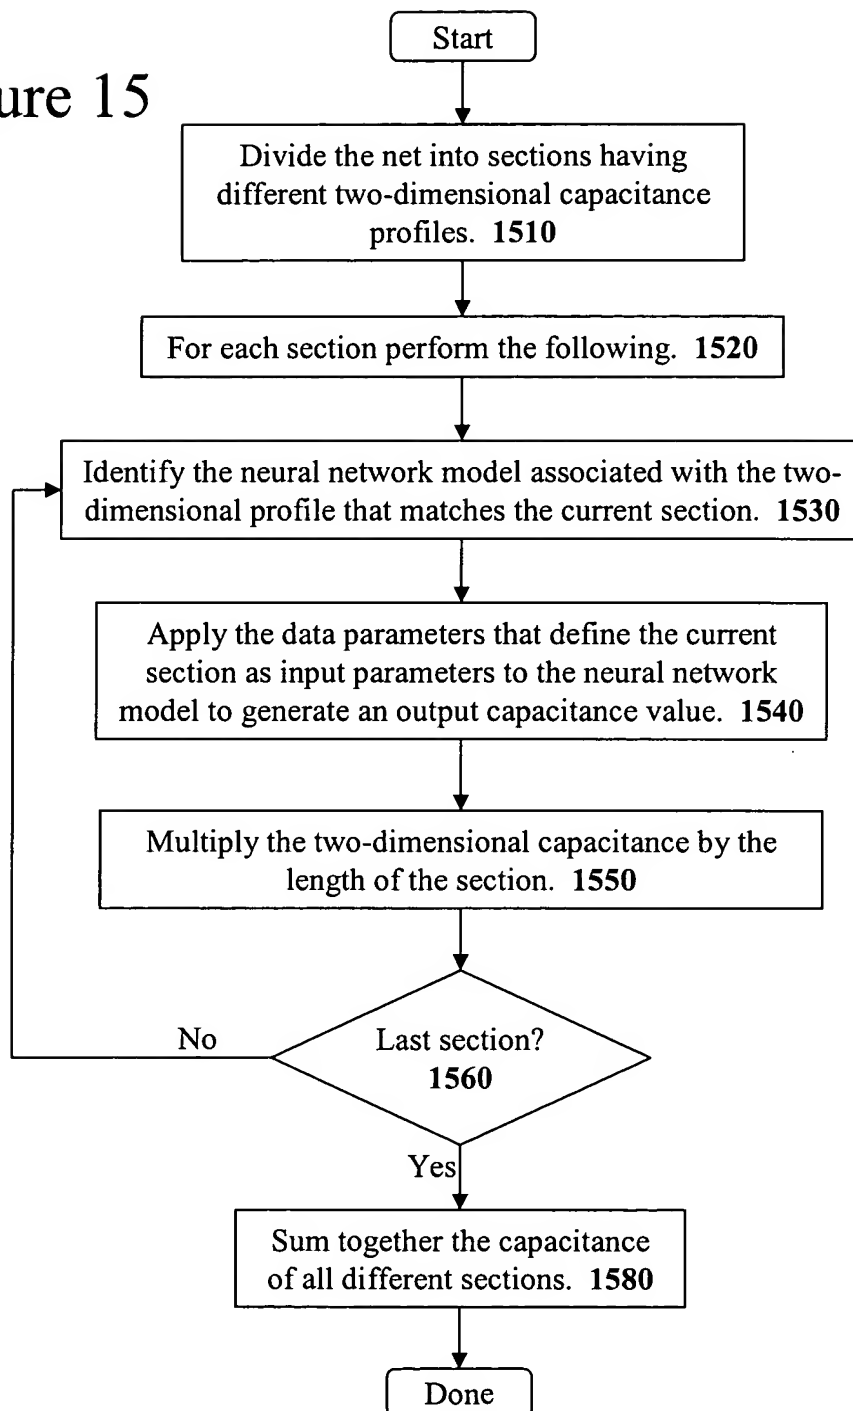 Start
ure 15
Divide the net into sections having
different two-dimensional capacitance
profiles. 1510
For each section perform the following. 1520
Identify the neural network model associated with the two-
dimensional profile that matches the current section. 1530
Apply the data parameters that define the current
section as input parameters to the neural network
model to generate an output capacitance value. 1540
Multiply the two-dimensional capacitance by the
length of the section. 1550
No
Last section?
1560
Yes
Sum together the capacitance
of all different sections. 1580
Done